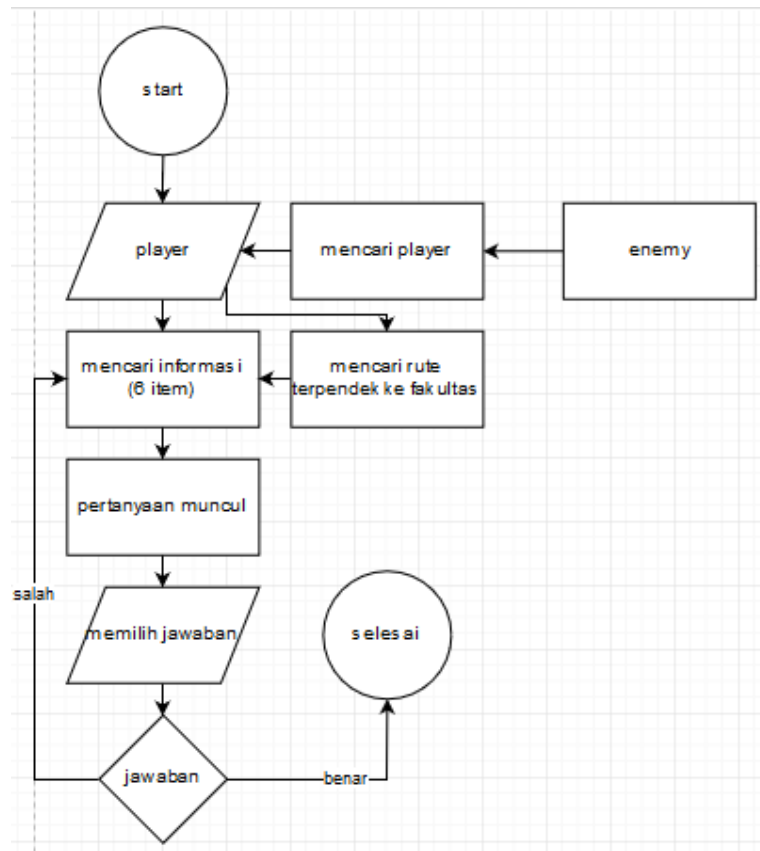 start
player
mencari player
enemy
mencari informasi
(6 item)
mencari rute
terpendek ke fakultas
pertanyaan muncul
salah
memilih jawaban
selesai
jawaban
benar